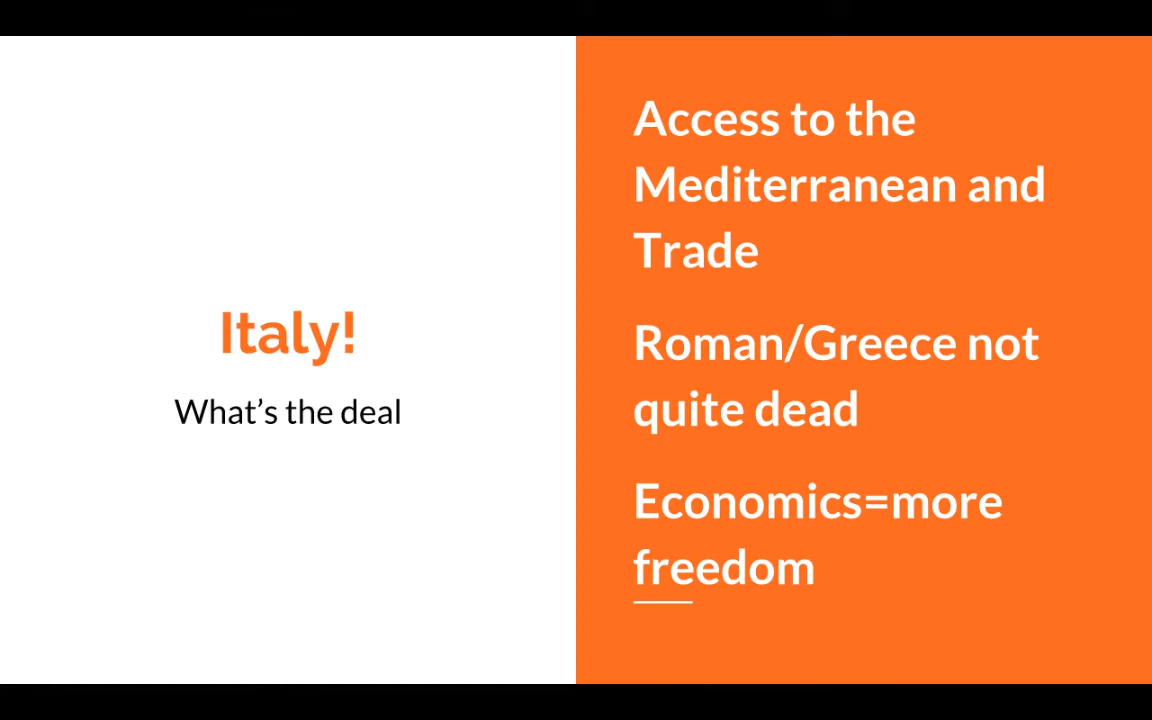 Italy!
What’s the deal
Access to the
Mediterranean and
Trade
Roman/Greece not
quite dead
Economics=more
freedom